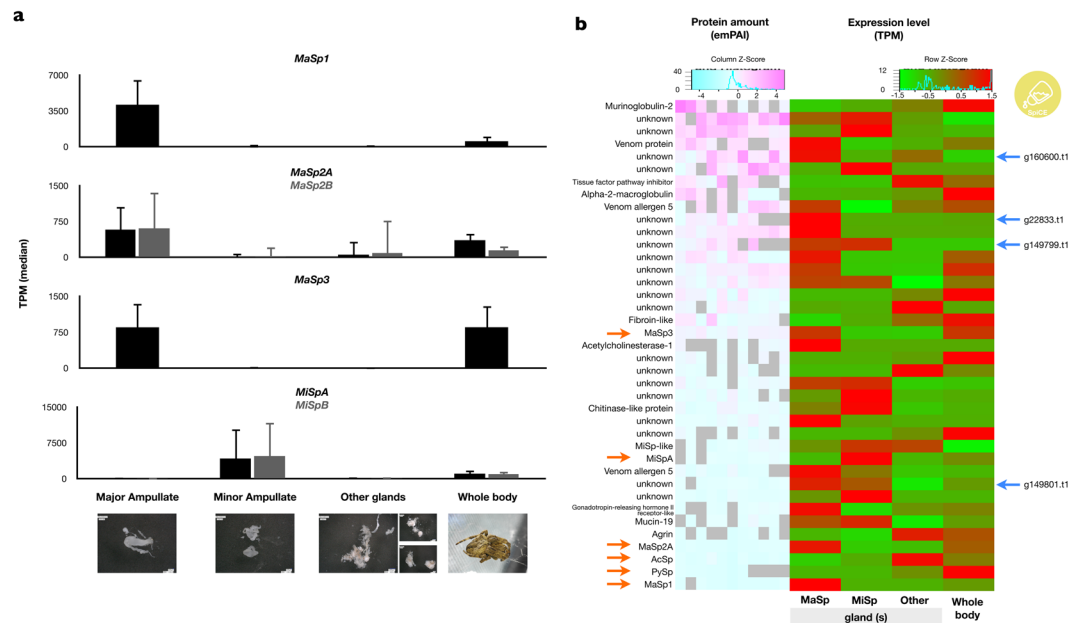 a
MaSp1
7000
3500
0
MaSp2A
MaSp2B
1500
750
0
MaSp3
1500
750
0
MiSpA
MiSpB
15000
7500
0
TPM (median)
Major Ampullate
Minor Ampullate
Other glands
Whole body
b
Protein amount
(emPAI)
Expression level
(TPM)
Column Z-Score
40
0
-4
0
4
Row Z-Score
12
0
-1.5
-0.5
0.5
1.5
SpiCE
Murinoglobulin-2
unknown
unknown
Venom protein
unknown
g160600.t1
unknown
Tissue factor pathway inhibitor
Alpha-2-macroglobulin
Venom allergen 5
unknown
g22833.t1
unknown
unknown
g149799.t1
unknown
unknown
unknown
unknown
unknown
Fibroin-like
MaSp3
Acetylcholinesterase-1
unknown
unknown
unknown
unknown
Chitinase-like protein
unknown
unknown
MiSp-like
MiSpA
Venom allergen 5
unknown
g149801.t1
unknown
Gonadotropin-releasing hormone II
receptor-like
Mucin-19
Agrin
MaSp2A
AcSp
PySp
MaSp1
MaSp
MiSp
Other
Whole
body
gland (s)